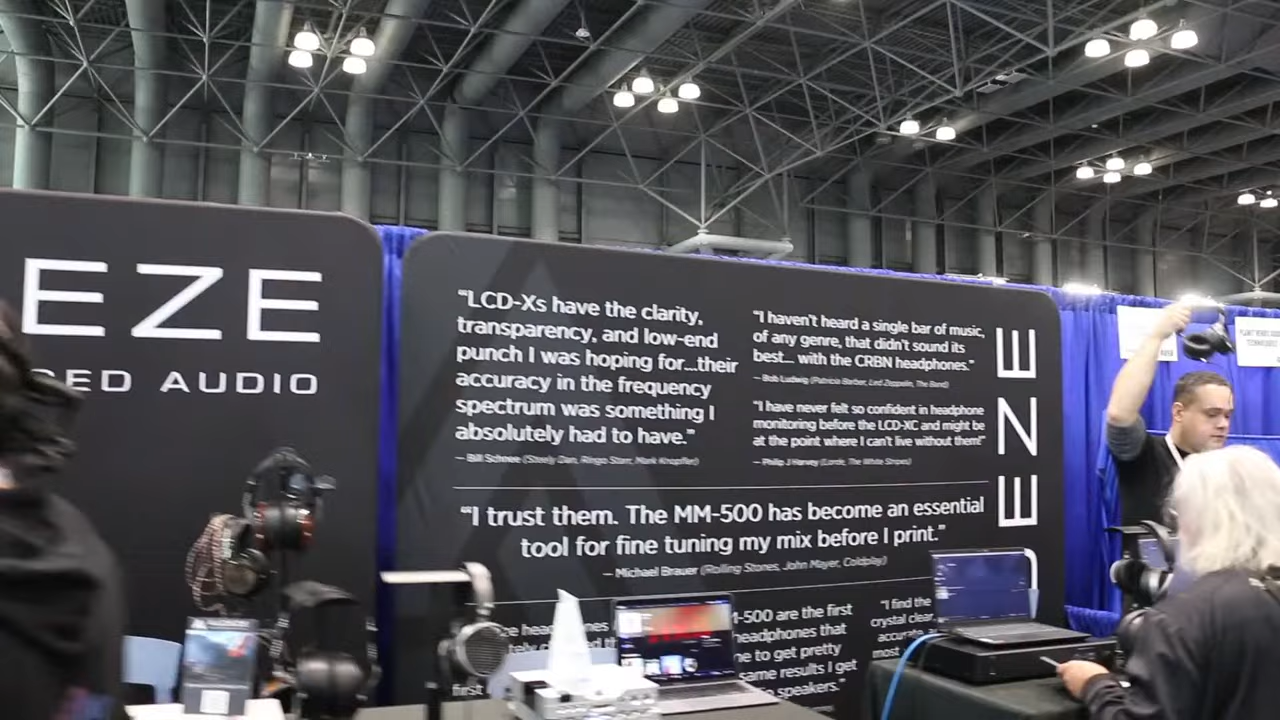 EZE
ED AUDIO
“LCD-Xs have the clarity,
transparency, and low-end
punch I was hoping for...their
accuracy in the frequency
spectrum was something I
absolutely had to have.”
— Bill Schnee (Steely Dan, Ringo Starr, Mark Knopfler)
“I haven't heard a single bar of music,
of any genre, that didn't sound its
best... with the CRBN headphones.”
— Bob Ludwig (Patricia Barber, Led Zeppelin, The Band)
“I have never felt so confident in headphone
monitoring before the LCD-XC and might be
at the point where I can't live without them!”
— Philip J Harvey (Lorde, The White Stripes)
EZE
“I trust them. The MM-500 has become an essential
tool for fine tuning my mix before I print.”
— Michael Brauer (Rolling Stones, John Mayer, Coldplay)
-500 are the first
headphones that
me to get pretty
same results I get
speakers.”
first
“I find the
crystal clear,
most